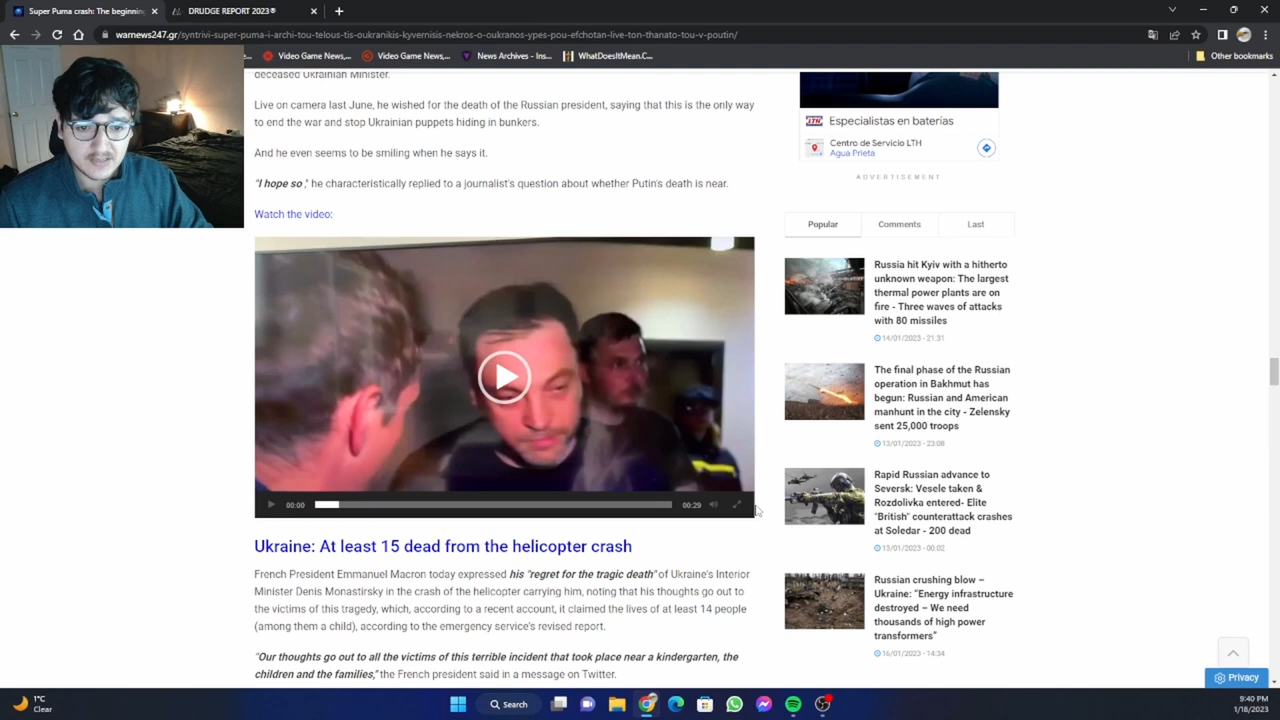 Super Puma crash: The beginning
DRUDGE REPORT 2023®
warnews247.gr/syntrivi-super-puma-i-archi-tou-telous-tis-oukranikis-kyvernisis-nekros-o-oukranos-ypes-pou-efchotan-live-ton-thanato-tou-v-poutin/
e...
Video Game News,...
Video Game News,...
News Archives - Ins...
WhatDoesItMean.C...
Other bookmarks
deceased Ukrainian Minister.
Live on camera last June, he wished for the death of the Russian president, saying that this is the only way
to end the war and stop Ukrainian puppets hiding in bunkers.
And he even seems to be smiling when he says it.
"I hope so ," he characteristically replied to a journalist's question about whether Putin's death is near.
Watch the video:
00:00
00:29
Ukraine: At least 15 dead from the helicopter crash
French President Emmanuel Macron today expressed his "regret for the tragic death" of Ukraine's Interior
Minister Denis Monastirsky in the crash of the helicopter carrying him, noting that his thoughts go out to
the victims of this tragedy, which, according to a recent account, it claimed the lives of at least 14 people
(among them a child), according to the emergency service's revised report.
"Our thoughts go out to all the victims of this terrible incident that took place near a kindergarten, the
children and the families," the French president said in a message on Twitter.
LTH Especialistas en baterías
Centro de Servicio LTH
Agua Prieta
ADVERTISEMENT
Popular
Comments
Last
Russia hit Kyiv with a hitherto
unknown weapon: The largest
thermal power plants are on
fire - Three waves of attacks
with 80 missiles
14/01/2023 - 21:31
The final phase of the Russian
operation in Bakhmut has
begun: Russian and American
manhunt in the city - Zelensky
sent 25,000 troops
13/01/2023 - 23:08
Rapid Russian advance to
Seversk: Vesele taken &
Rozdolivka entered- Elite
"British" counterattack crashes
at Soledar - 200 dead
13/01/2023 - 00:02
Russian crushing blow –
Ukraine: "Energy infrastructure
destroyed – We need
thousands of high power
transformers"
16/01/2023 - 14:34
Privacy
1°C
Clear
Search
9:40 PM
1/18/2023